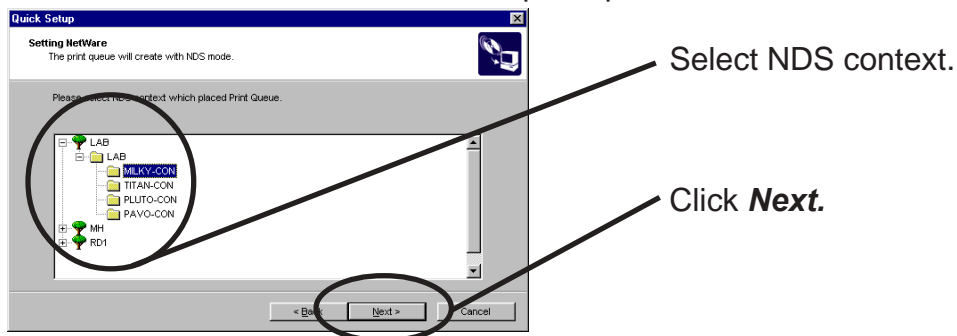 Quick Setup
Setting NetWare
The print queue will create with NDS mode.
Please select NDS context which placed Print Queue.
LAB
LAB
MILKY-CON
TITAN-CON
PLUTO-CON
PAVO-CON
MH
RD1
< Back Next > Cancel
Select NDS context.
Click Next.